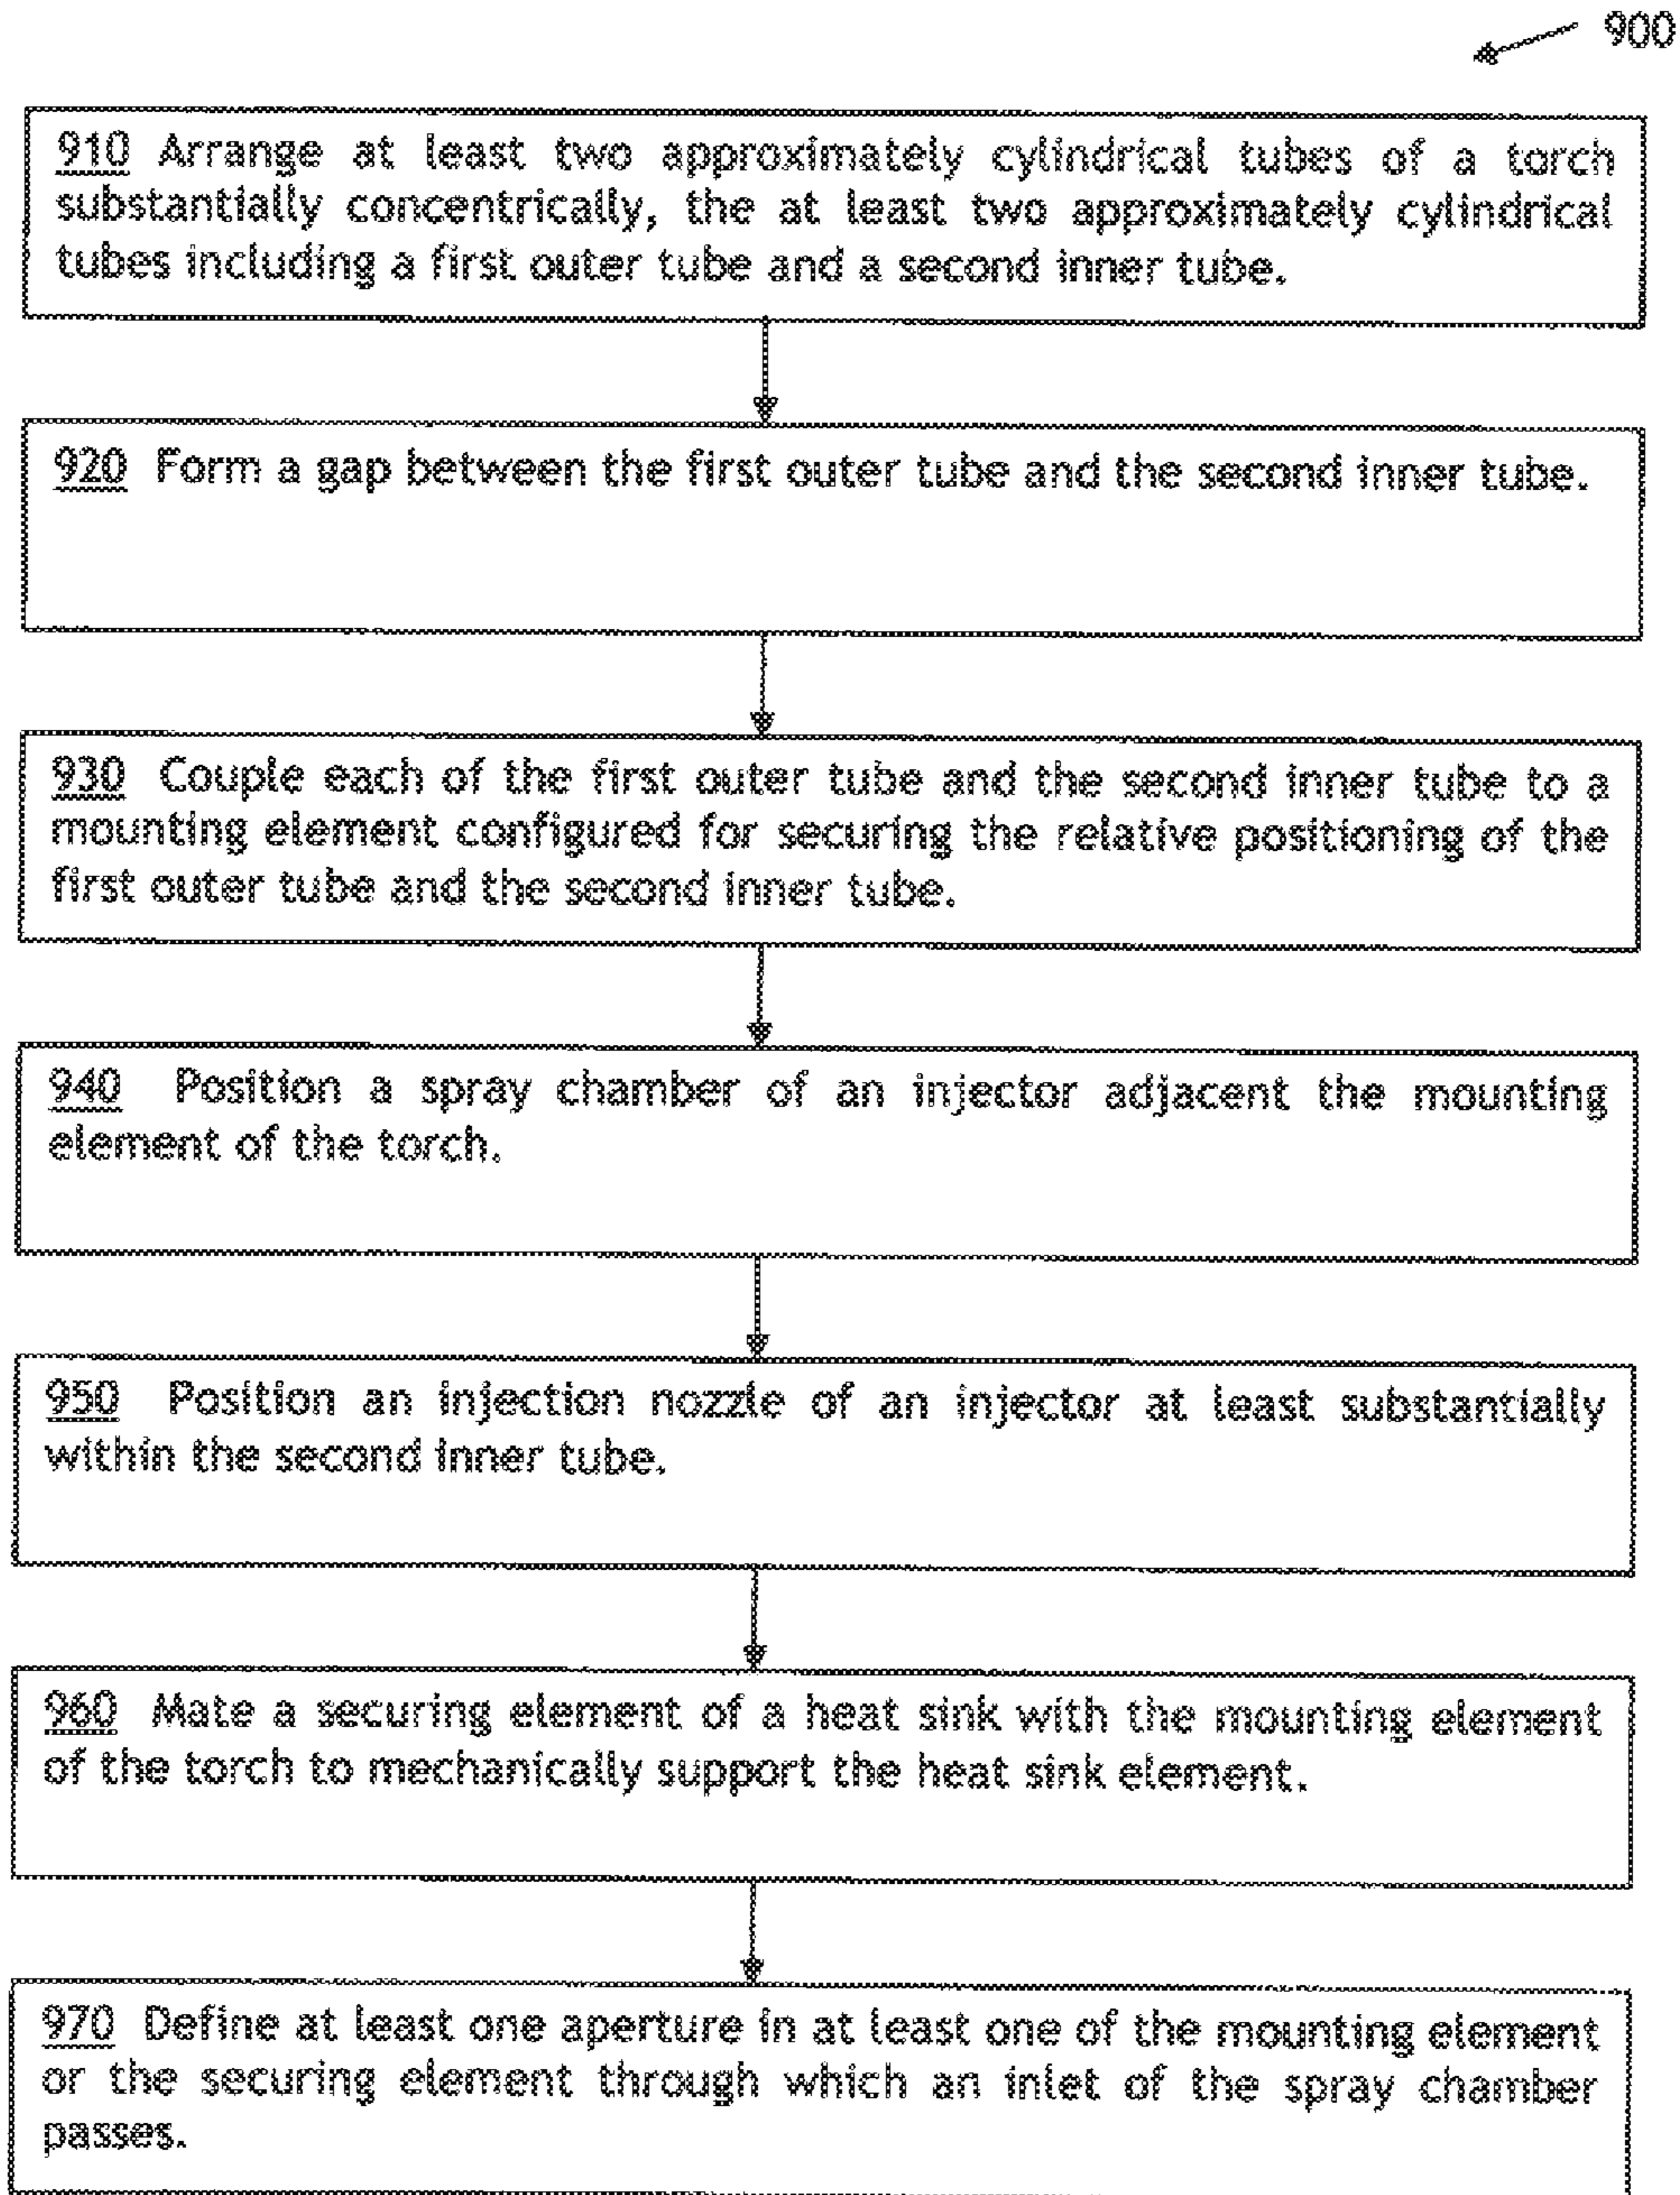 900
910 Arrange at least two approximately cylindrical tubes of a torch
substantially concentrically, the at least two approximately cylindrical
tubes including a first outer tube and a second inner tube.
920 Form a gap between the first outer tube and the second inner tube.
930 Couple each of the first outer tube and the second inner tube to a
mounting element configured for securing the relative positioning of the
first outer tube and the second inner tube.
940 Position a spray chamber of an injector adjacent the mounting
element of the torch.
950 Position an injection nozzle of an injector at least substantially
within the second inner tube.
960 Mate a securing element of a heat sink with the mounting element
of the torch to mechanically support the heat sink element.
970 Define at least one aperture in at least one of the mounting element
or the securing element through which an inlet of the spray chamber
passes.